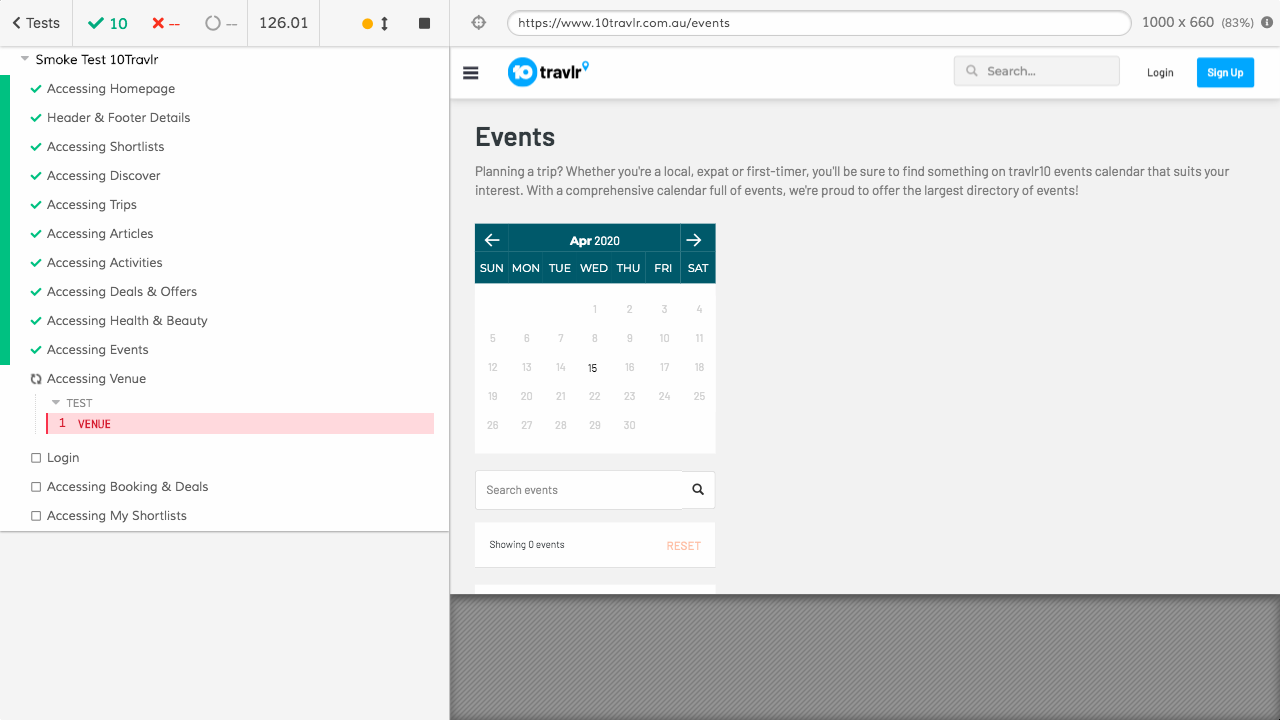 Tests
10
--
--
126.01
https://www.10travlr.com.au/events
1000 x 660 (83%)
Smoke Test 10Travlr
Accessing Homepage
Header & Footer Details
Accessing Shortlists
Accessing Discover
Accessing Trips
Accessing Articles
Accessing Activities
Accessing Deals & Offers
Accessing Health & Beauty
Accessing Events
Accessing Venue
TEST
1 VENUE
Login
Accessing Booking & Deals
Accessing My Shortlists
10 travlr
Search...
Login
Sign Up
Events
Planning a trip? Whether you're a local, expat or first-timer, you'll be sure to find something on travlr10 events calendar that suits your
interest. With a comprehensive calendar full of events, we're proud to offer the largest directory of events!
Apr 2020
SUN MON TUE WED THU FRI SAT
1 2 3 4
5 6 7 8 9 10 11
12 13 14 15 16 17 18
19 20 21 22 23 24 25
26 27 28 29 30
Search events
Showing 0 events
RESET